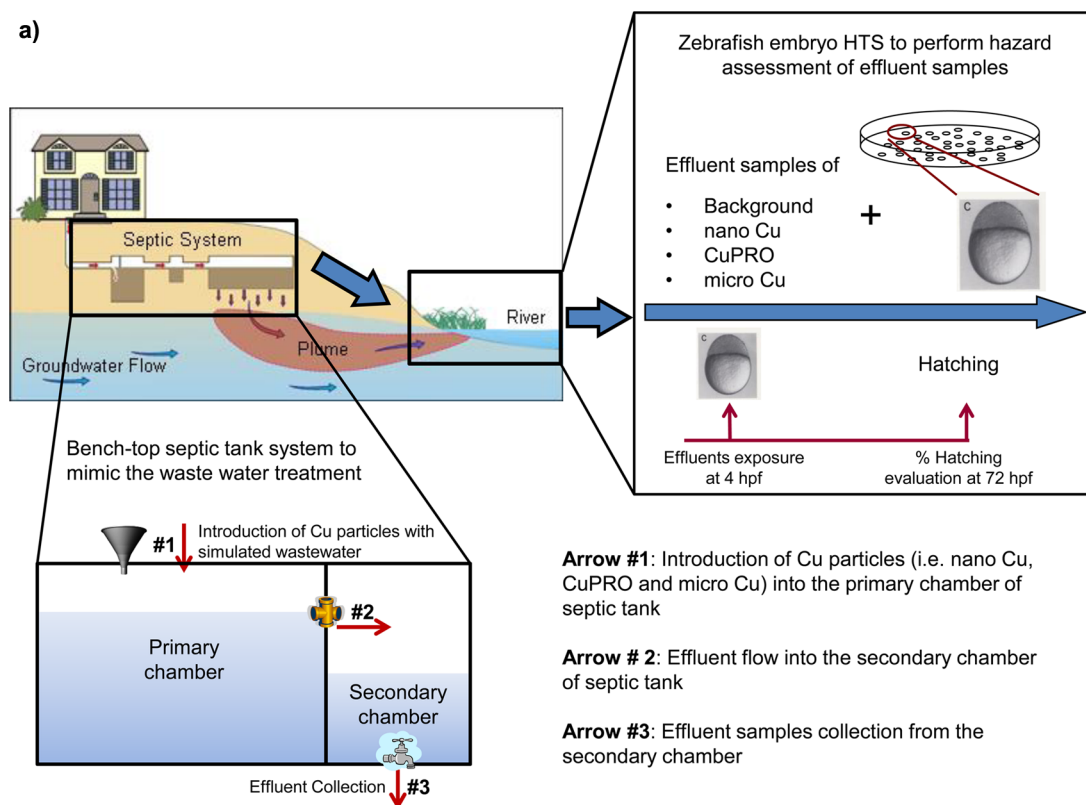 a)
Zebrafish embryo HTS to perform hazard
assessment of effluent samples
Effluent samples of
• Background
• nano Cu
• CuPRO
• micro Cu
+
C
C
Hatching
Effluents exposure
at 4 hpf
% Hatching
evaluation at 72 hpf
Septic System
River
Plume
Groundwater Flow
Bench-top septic tank system to
mimic the waste water treatment
#1
Introduction of Cu particles with
simulated wastewater
#2
Primary
chamber
Secondary
chamber
Effluent Collection
#3
Arrow #1: Introduction of Cu particles (i.e. nano Cu,
CuPRO and micro Cu) into the primary chamber of
septic tank
Arrow # 2: Effluent flow into the secondary chamber
of septic tank
Arrow #3: Effluent samples collection from the
secondary chamber